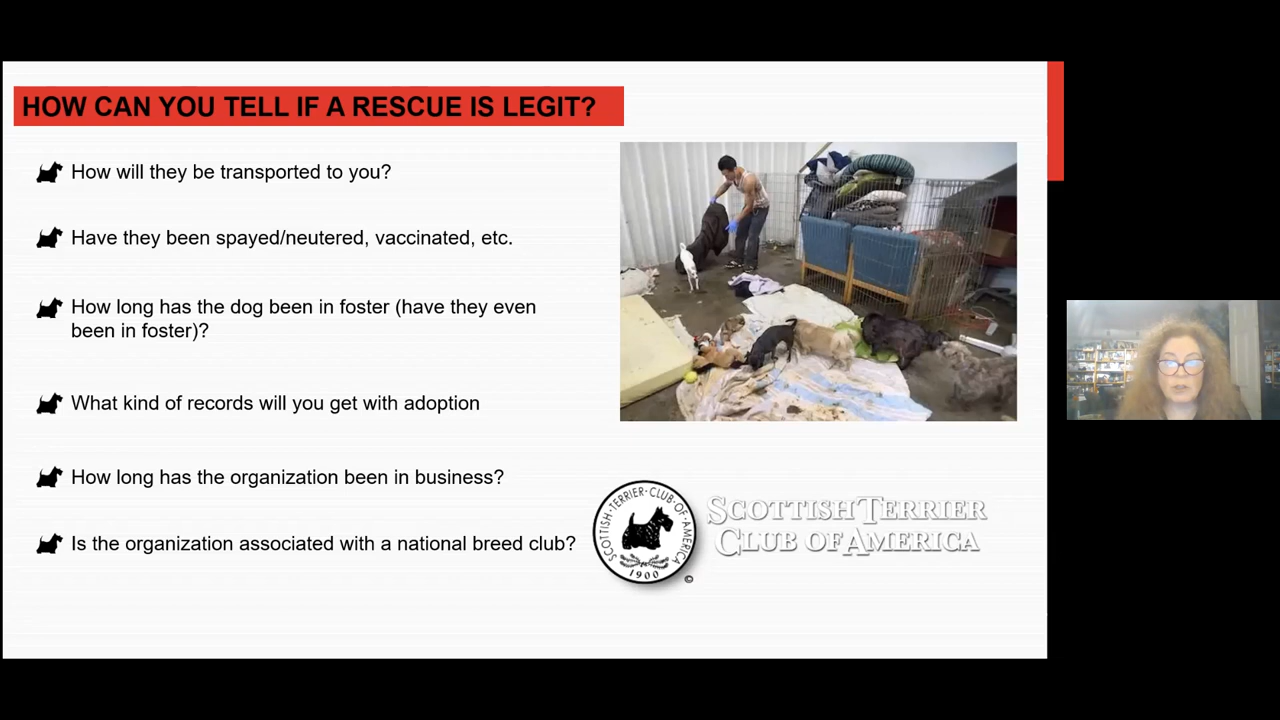 HOW CAN YOU TELL IF A RESCUE IS LEGIT?
How will they be transported to you?
Have they been spayed/neutered, vaccinated, etc.
How long has the dog been in foster (have they even
been in foster)?
What kind of records will you get with adoption
How long has the organization been in business?
Is the organization associated with a national breed club?
SCOTTISH·TERRIER·CLUB·OF·AMERICA
1900
©
SCOTTISH TERRIER
CLUB OF AMERICA